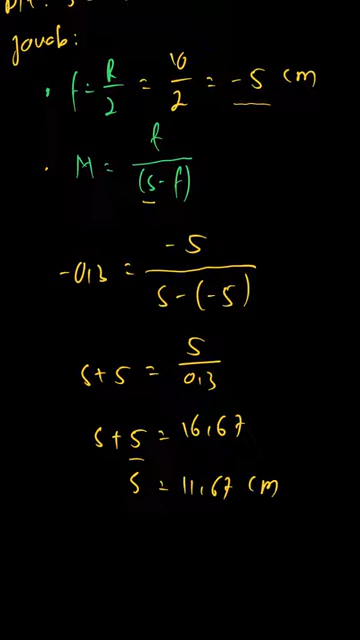 Jawab:
• f = R/2 = 10/2 = -5 cm
• M = f/(s-f)
-0,3 = -5/s-(-5)
s+5 = 5/0,3
s+5 = 16,67
s = 11,67 cm